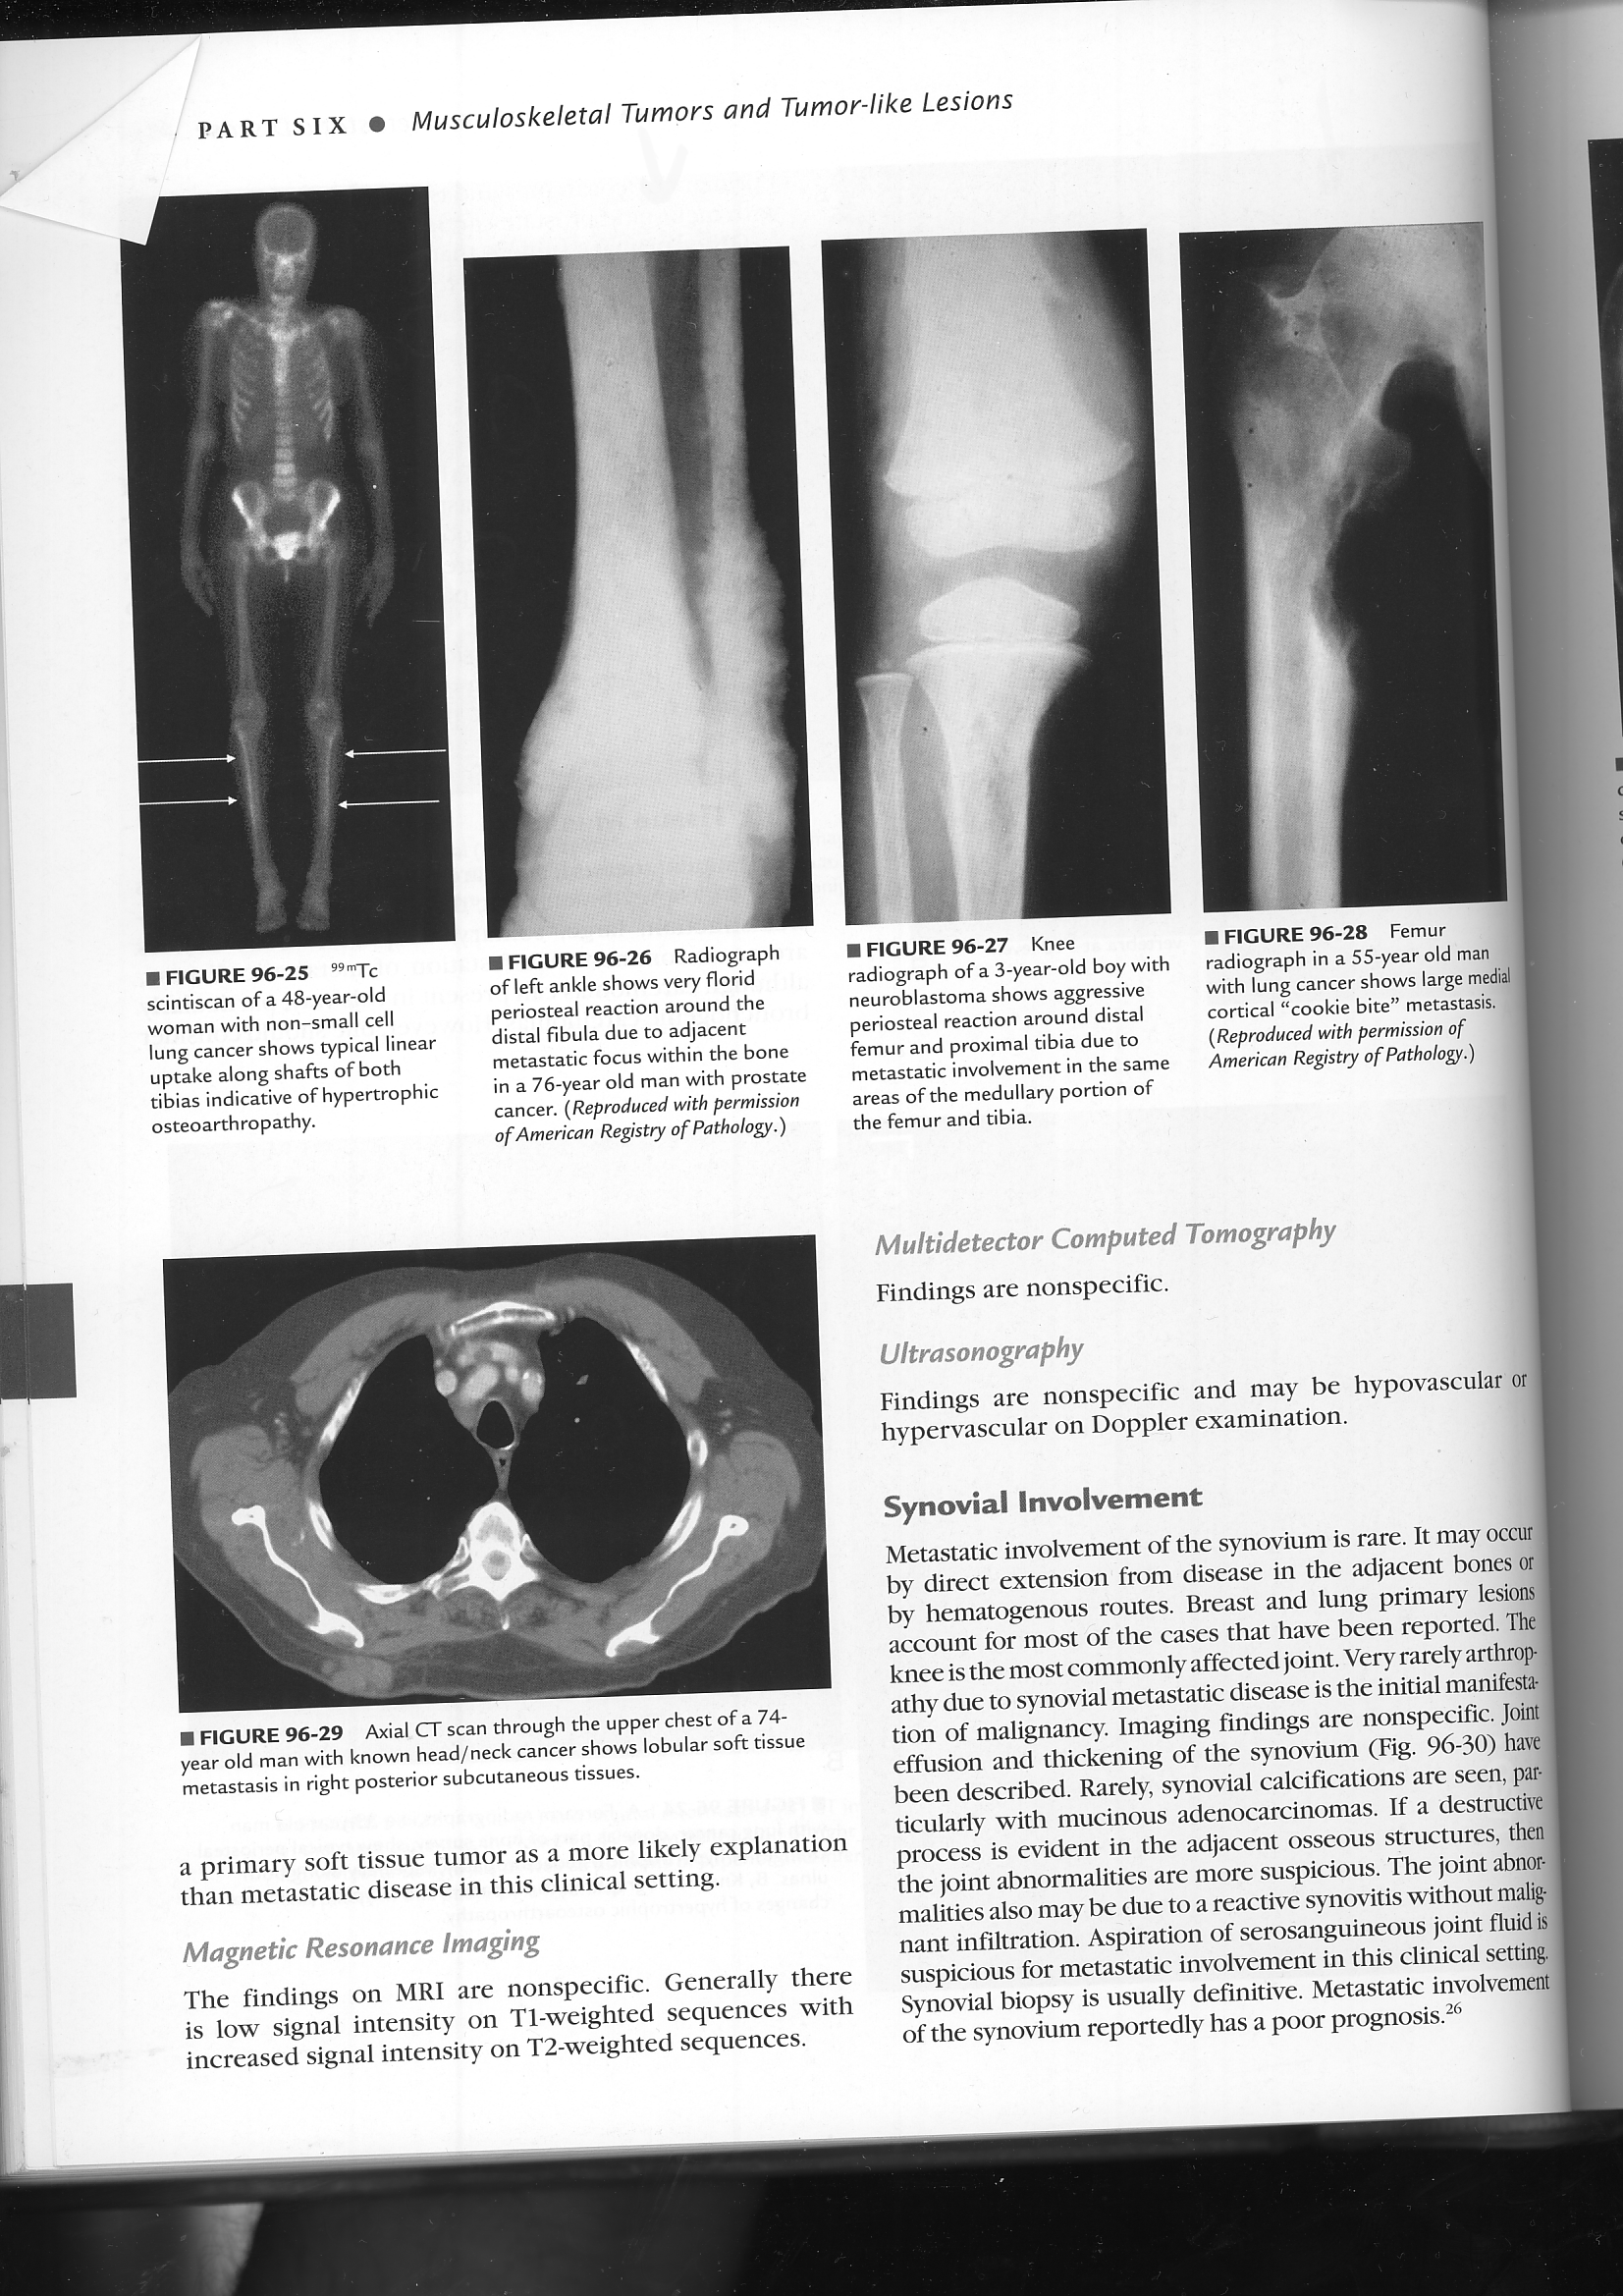 PART SIX ● Musculoskeletal Tumors and Tumor-like Lesions
■ FIGURE 96-25 ⁹⁹ᵐTc
scintiscan of a 48-year-old
woman with non–small cell
lung cancer shows typical linear
uptake along shafts of both
tibias indicative of hypertrophic
osteoarthropathy.
■ FIGURE 96-26 Radiograph
of left ankle shows very florid
periosteal reaction around the
distal fibula due to adjacent
metastatic focus within the bone
in a 76-year old man with prostate
cancer. (Reproduced with permission
of American Registry of Pathology.)
■ FIGURE 96-27 Knee
radiograph of a 3-year-old boy with
neuroblastoma shows aggressive
periosteal reaction around distal
femur and proximal tibia due to
metastatic involvement in the same
areas of the medullary portion of
the femur and tibia.
■ FIGURE 96-28 Femur
radiograph in a 55-year old man
with lung cancer shows large medial
cortical “cookie bite” metastasis.
(Reproduced with permission of
American Registry of Pathology.)
■ FIGURE 96-29 Axial CT scan through the upper chest of a 74-
year old man with known head/neck cancer shows lobular soft tissue
metastasis in right posterior subcutaneous tissues.
a primary soft tissue tumor as a more likely explanation
than metastatic disease in this clinical setting.
Magnetic Resonance Imaging
The findings on MRI are nonspecific. Generally there
is low signal intensity on T1-weighted sequences with
increased signal intensity on T2-weighted sequences.
Multidetector Computed Tomography
Findings are nonspecific.
Ultrasonography
Findings are nonspecific and may be hypovascular or
hypervascular on Doppler examination.
Synovial Involvement
Metastatic involvement of the synovium is rare. It may occur
by direct extension from disease in the adjacent bones or
by hematogenous routes. Breast and lung primary lesions
account for most of the cases that have been reported. The
knee is the most commonly affected joint. Very rarely arthrop-
athy due to synovial metastatic disease is the initial manifesta-
tion of malignancy. Imaging findings are nonspecific. Joint
effusion and thickening of the synovium (Fig. 96-30) have
been described. Rarely, synovial calcifications are seen, par-
ticularly with mucinous adenocarcinomas. If a destructive
process is evident in the adjacent osseous structures, then
the joint abnormalities are more suspicious. The joint abnor-
malities also may be due to a reactive synovitis without malig-
nant infiltration. Aspiration of serosanguineous joint fluid is
suspicious for metastatic involvement in this clinical setting.
Synovial biopsy is usually definitive. Metastatic involvement
of the synovium reportedly has a poor prognosis.²⁶